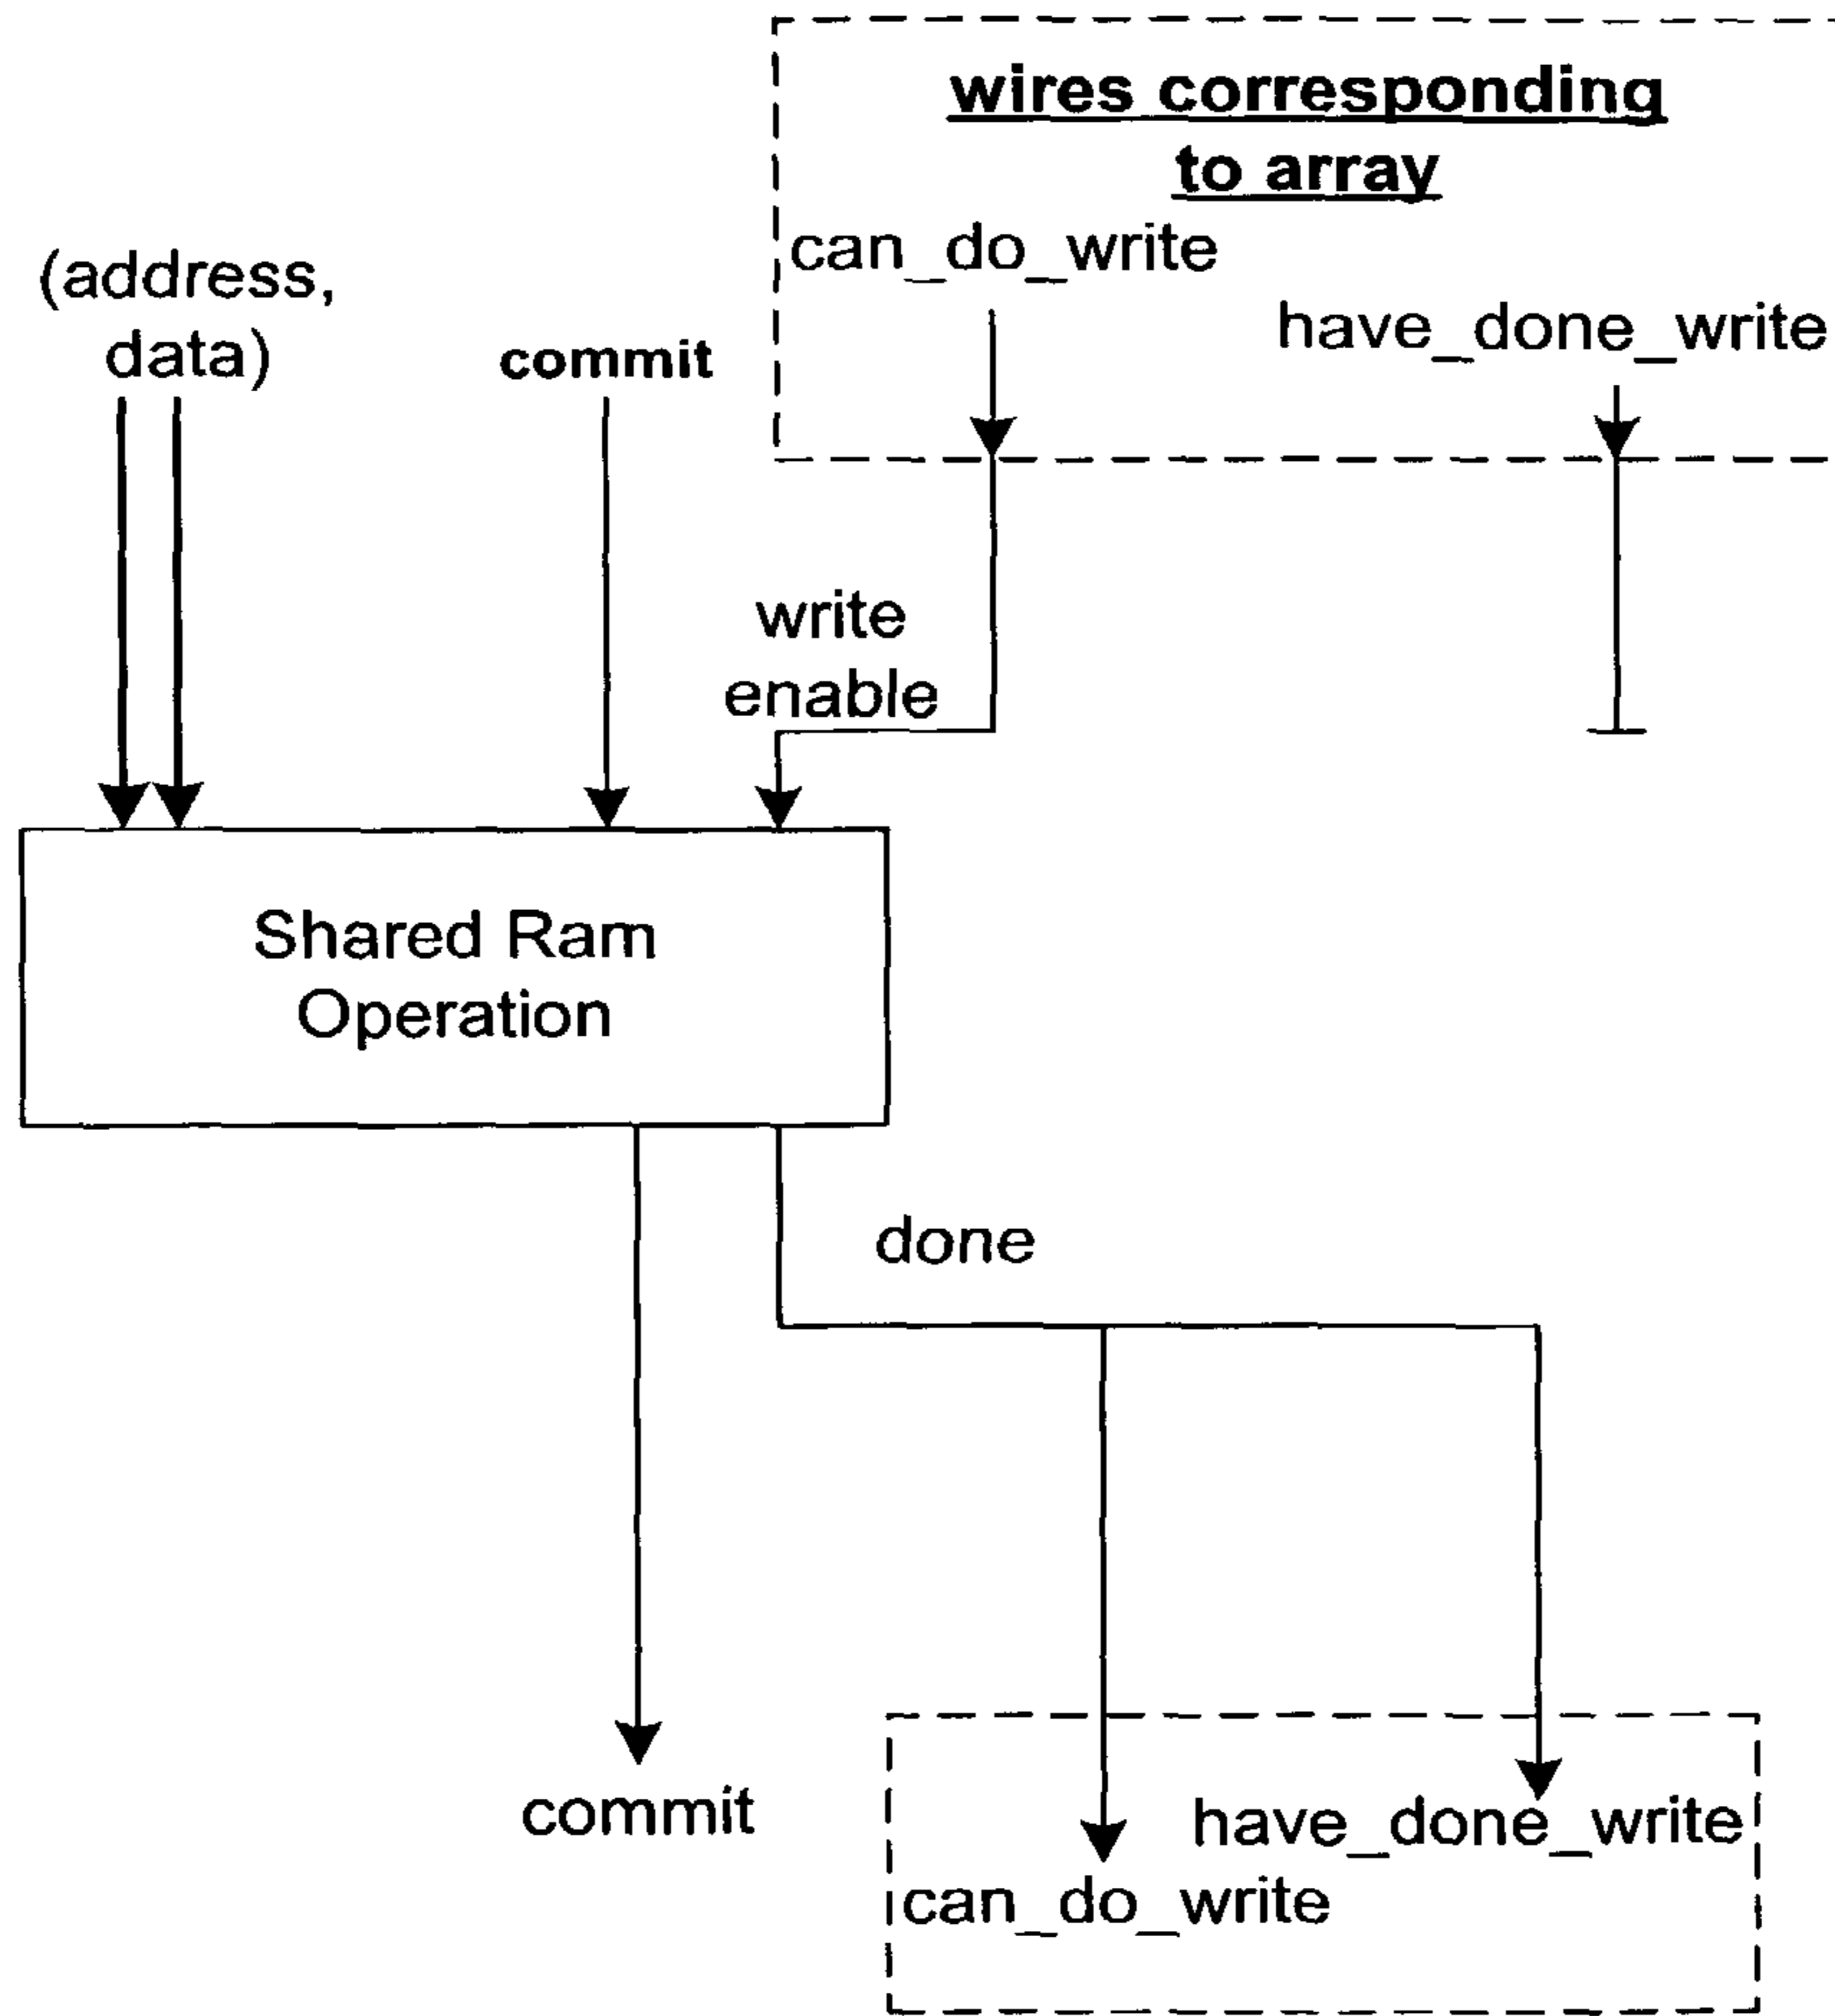 wires corresponding
to array
can_do_write
(address,
data)
commit
have_done_write
write
enable
Shared Ram
Operation
done
commit
have_done_write
can_do_write